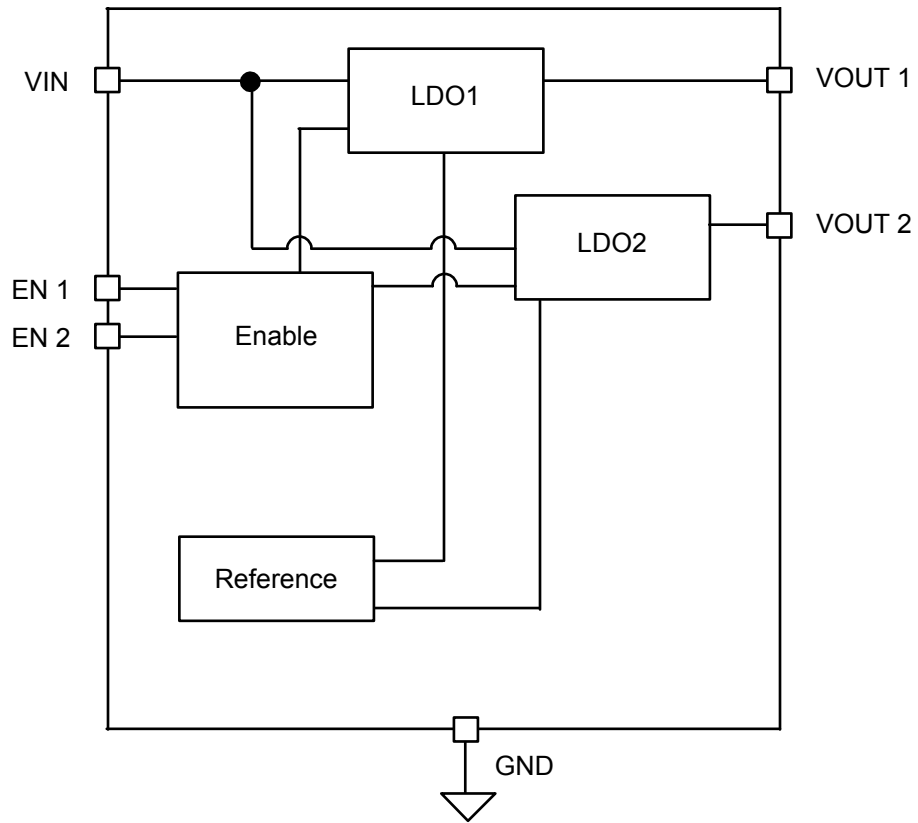 VIN
LDO1
VOUT 1
LDO2
VOUT 2
EN 1
EN 2
Enable
Reference
GND